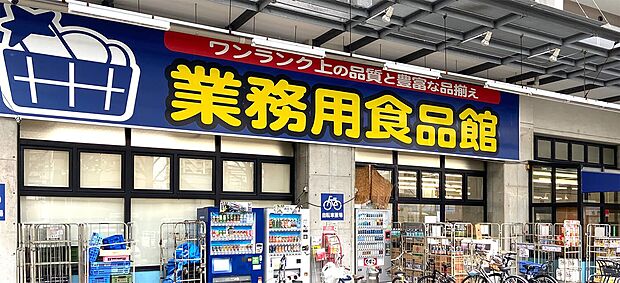 ワンランク上の品質と豊富な品揃え
業務用食品館
自転車置場